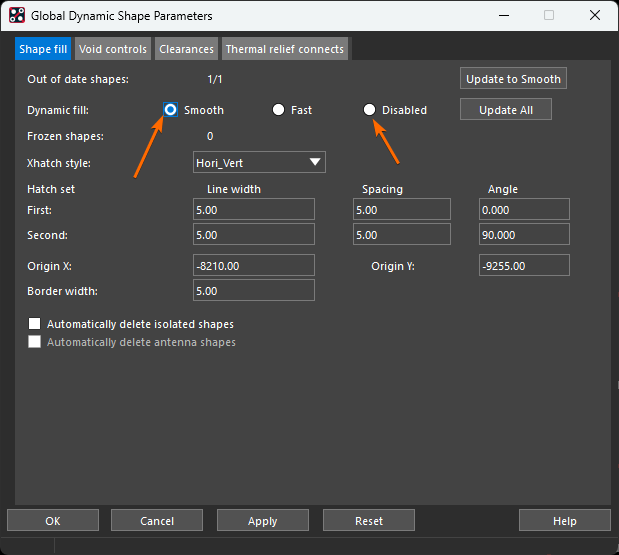 Global Dynamic Shape Parameters
Shape fill Void controls Clearances Thermal relief connects
Out of date shapes: 1/1 Update to Smooth
Dynamic fill: Smooth Fast Disabled Update All
Frozen shapes: 0
Xhatch style: Hori_Vert
Hatch set Line width Spacing Angle
First: 5.00 5.00 0.000
Second: 5.00 5.00 90.000
Origin X: -8210.00 Origin Y: -9255.00
Border width: 5.00
Automatically delete isolated shapes
Automatically delete antenna shapes
OK Cancel Apply Reset Help